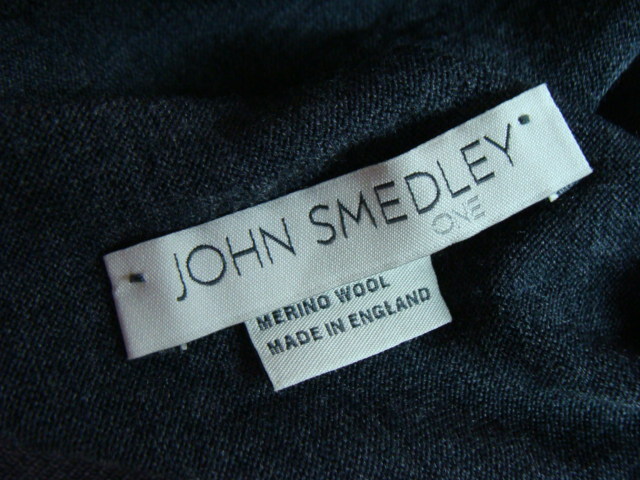 JOHN SMEDLEY
ONE
MERINO WOOL
MADE IN ENGLAND